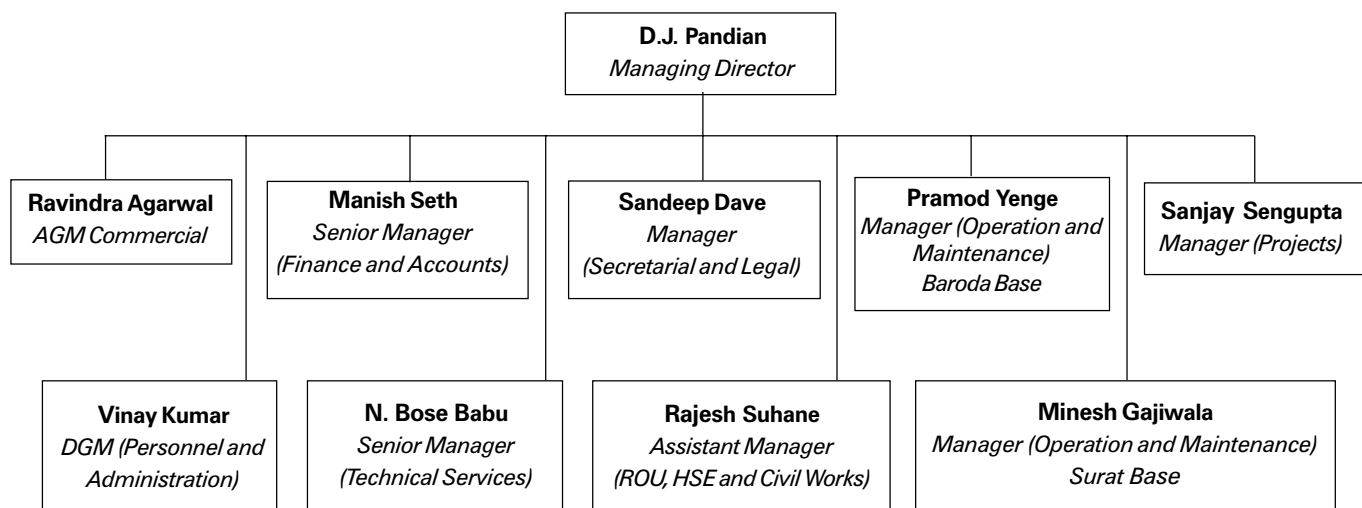 D.J. Pandian
Managing Director
Ravindra Agarwal
AGM Commercial
Manish Seth
Senior Manager
(Finance and Accounts)
Sandeep Dave
Manager
(Secretarial and Legal)
Pramod Yenge
Manager (Operation and
Maintenance)
Baroda Base
Sanjay Sengupta
Manager (Projects)
Vinay Kumar
DGM (Personnel and
Administration)
N. Bose Babu
Senior Manager
(Technical Services)
Rajesh Suhane
Assistant Manager
(ROU, HSE and Civil Works)
Minesh Gajiwala
Manager (Operation and Maintenance)
Surat Base